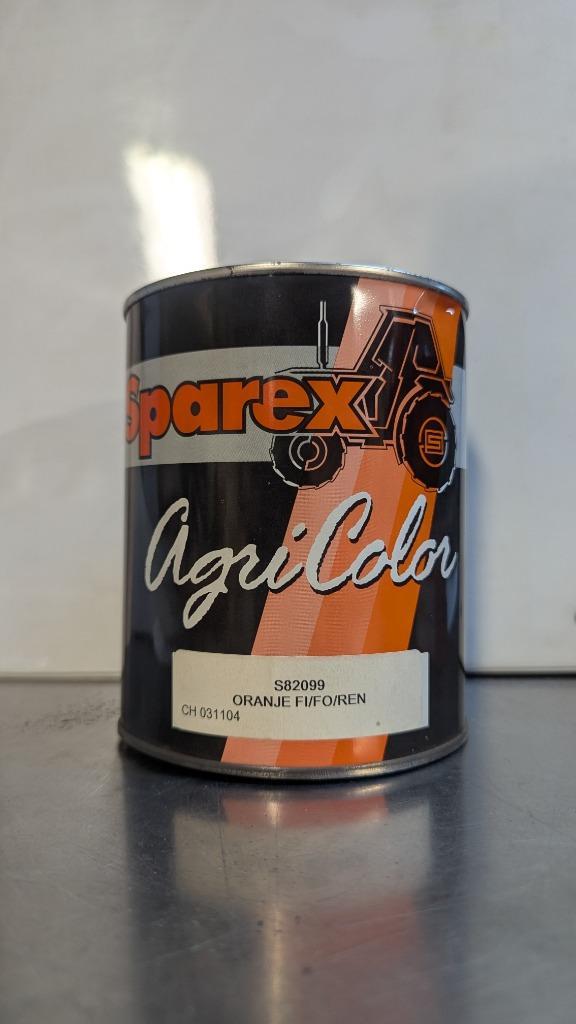 Sparex
AgriColor
S82099
ORANJE FI/FO/REN
CH 031104